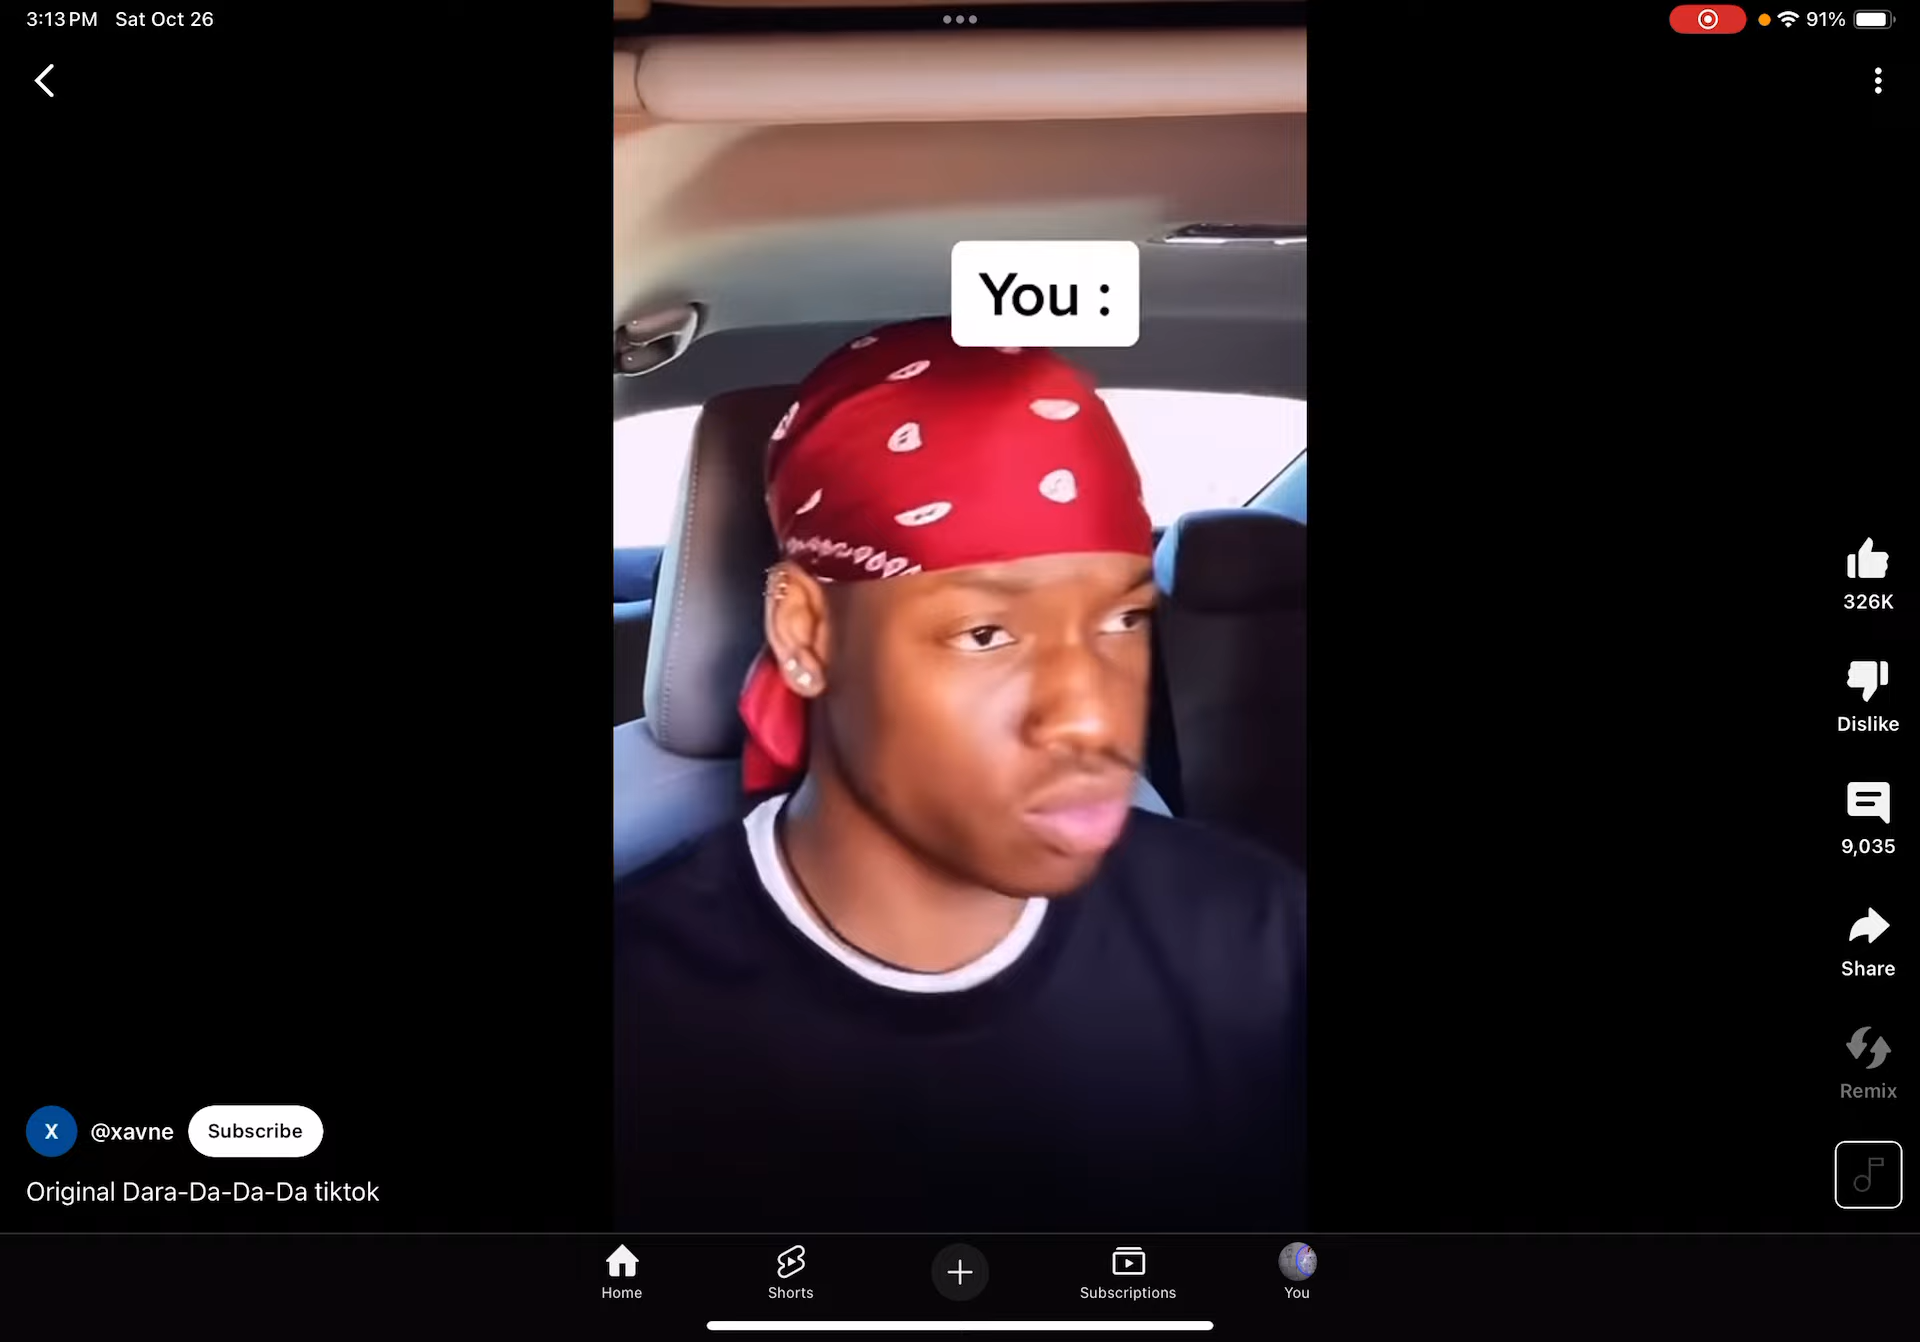 3:13 PM Sat Oct 26
91%
You :
326K
Dislike
9,035
Share
Remix
X @xavne Subscribe
Original Dara-Da-Da-Da tiktok
Home Shorts Subscriptions You